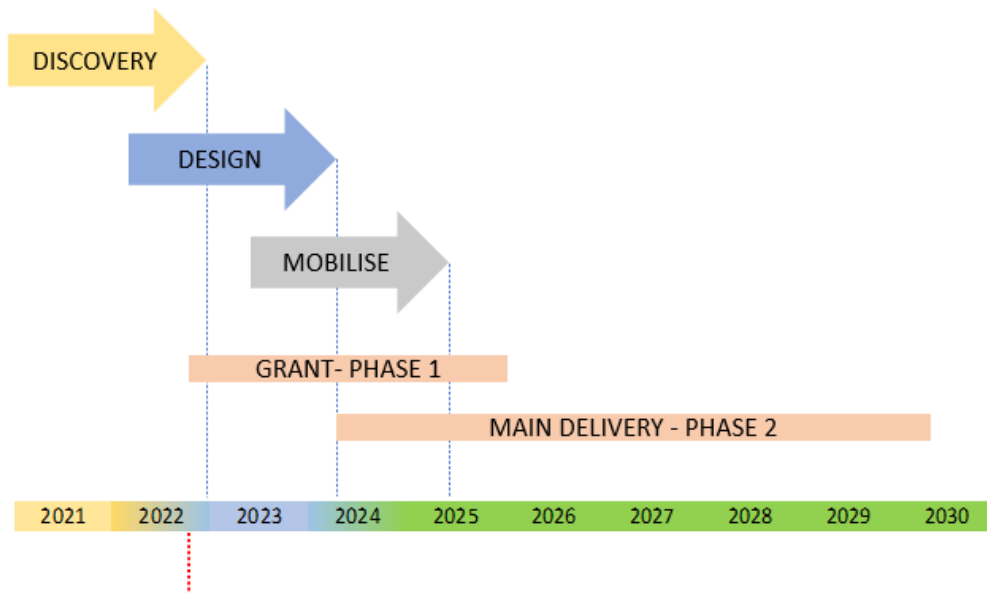 DISCOVERY
DESIGN
MOBILISE
GRANT- PHASE 1
MAIN DELIVERY - PHASE 2
2021 2022 2023 2024 2025 2026 2027 2028 2029 2030